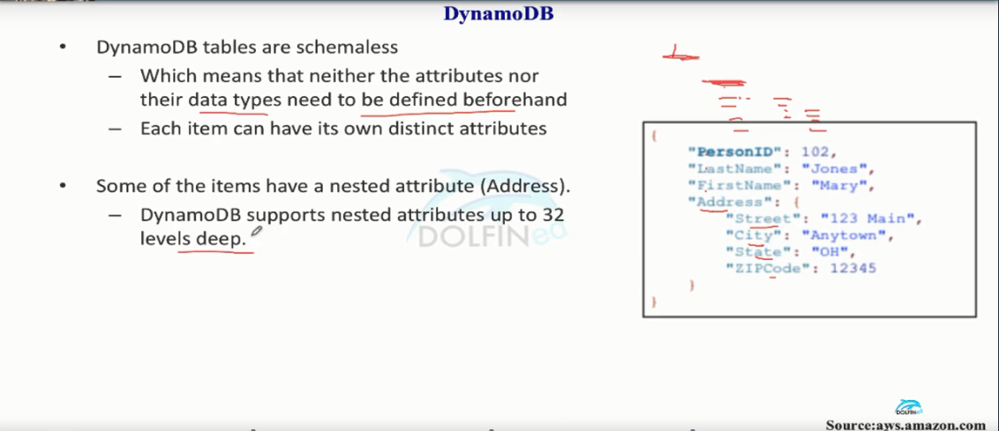 DynamoDB
• DynamoDB tables are schemaless
– Which means that neither the attributes nor
their data types need to be defined beforehand
– Each item can have its own distinct attributes
• Some of the items have a nested attribute (Address).
– DynamoDB supports nested attributes up to 32
levels deep.
DOLFINed
{
"PersonID": 102,
"LastName": "Jones",
"FirstName": "Mary",
"Address": {
"Street": "123 Main",
"City": "Anytown",
"State": "OH",
"ZIPCode": 12345
}
}
DOLFINed
Source:aws.amazon.com